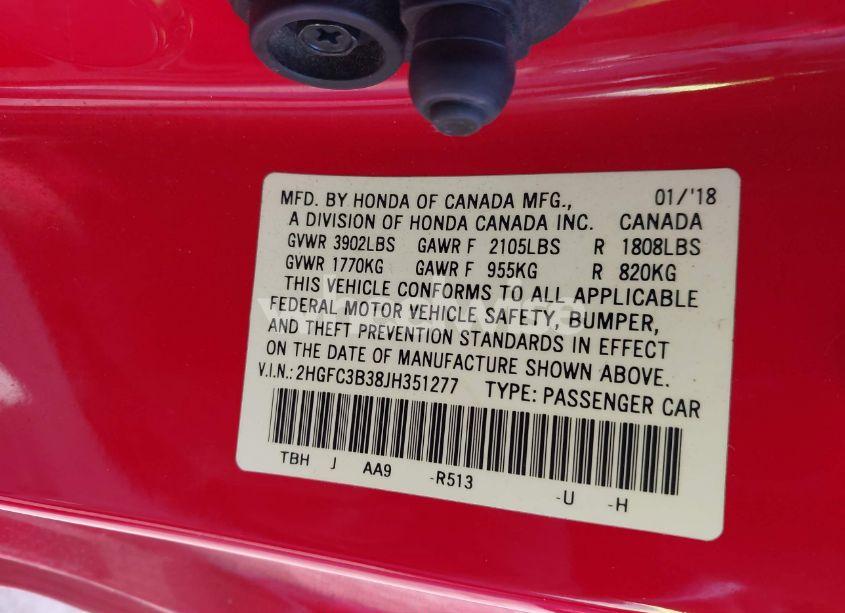 MFD. BY HONDA OF CANADA MFG., 01/'18
A DIVISION OF HONDA CANADA INC. CANADA
GVWR 3902LBS GAWR F 2105LBS R 1808LBS
GVWR 1770KG GAWR F 955KG R 820KG
THIS VEHICLE CONFORMS TO ALL APPLICABLE
FEDERAL MOTOR VEHICLE SAFETY, BUMPER,
AND THEFT PREVENTION STANDARDS IN EFFECT
ON THE DATE OF MANUFACTURE SHOWN ABOVE.
V.I.N.: 2HGFC3B38JH351277 TYPE: PASSENGER CAR
TBH J AA9 -R513 -U -H